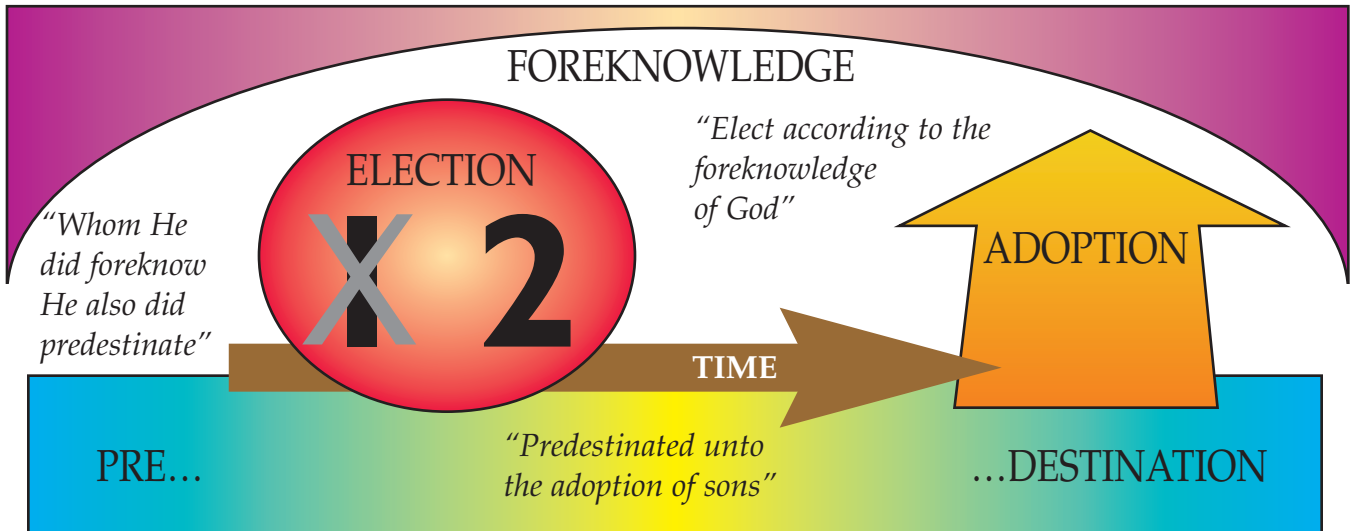 FOREKNOWLEDGE
“Elect according to the
foreknowledge
of God”
ELECTION
X I 2
“Whom He
did foreknow
He also did
predestinate”
ADOPTION
TIME
PRE…
“Predestinated unto
the adoption of sons”
…DESTINATION